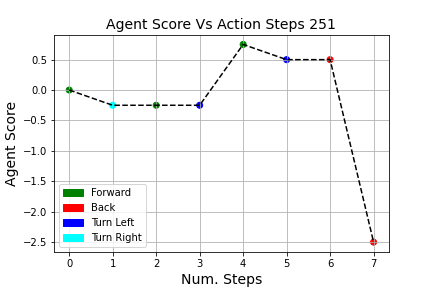 Agent Score Vs Action Steps 251
Agent Score
0.5
0.0
−0.5
−1.0
−1.5
−2.0
−2.5
Forward
Back
Turn Left
Turn Right
0 1 2 3 4 5 6 7
Num. Steps